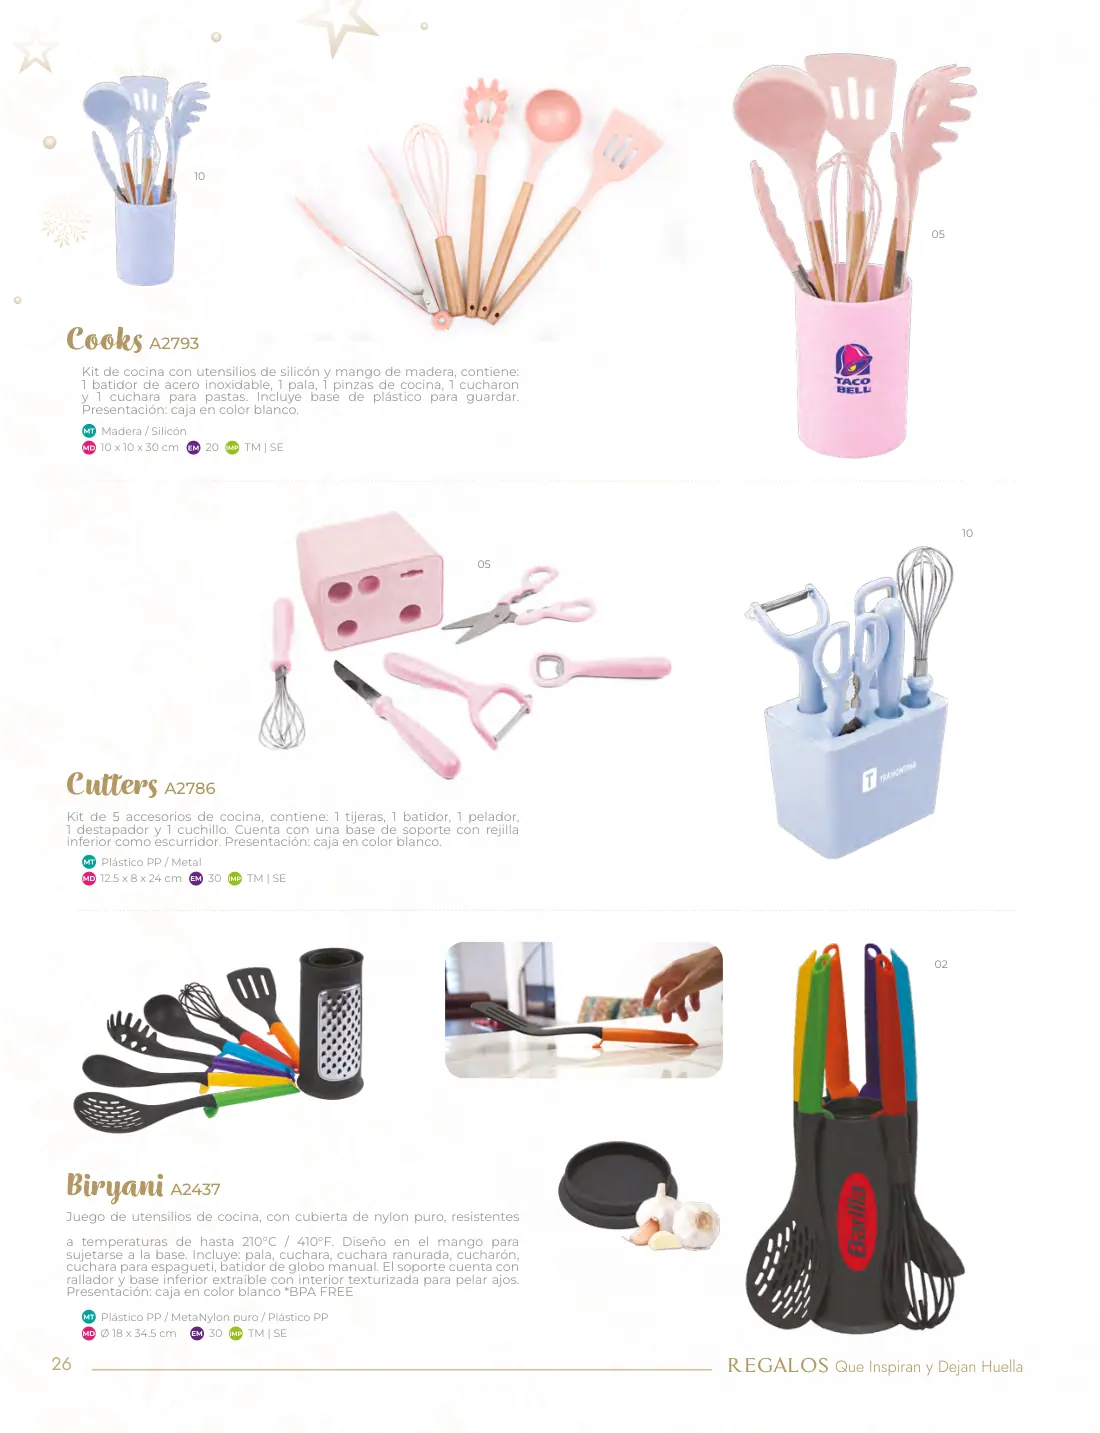 10
05
TACO
BELL
Cooks A2793
Kit de cocina con utensilios de silicón y mango de madera, contiene:
1 batidor de acero inoxidable, 1 pala, 1 pinzas de cocina, 1 cucharon
y 1 cuchara para pastas. Incluye base de plástico para guardar.
Presentación: caja en color blanco.
MT Madera / Silicón
MD 10 x 10 x 30 cm EM 20 IMP TM | SE
10
05
T TRAMONTINA
Cutters A2786
Kit de 5 accesorios de cocina, contiene: 1 tijeras, 1 batidor, 1 pelador,
1 destapador y 1 cuchillo. Cuenta con una base de soporte con rejilla
inferior como escurridor. Presentación: caja en color blanco.
MT Plástico PP / Metal
MD 12.5 x 8 x 24 cm EM 30 IMP TM | SE
02
Barilla
Biryani A2437
Juego de utensilios de cocina, con cubierta de nylon puro, resistentes
a temperaturas de hasta 210°C / 410°F. Diseño en el mango para
sujetarse a la base. Incluye: pala, cuchara, cuchara ranurada, cucharón,
cuchara para espagueti, batidor de globo manual. El soporte cuenta con
rallador y base inferior extraíble con interior texturizada para pelar ajos.
Presentación: caja en color blanco *BPA FREE
MT Plástico PP / MetaNylon puro / Plástico PP
MD Ø 18 x 34.5 cm EM 30 IMP TM | SE
26
REGALOS Que Inspiran y Dejan Huella